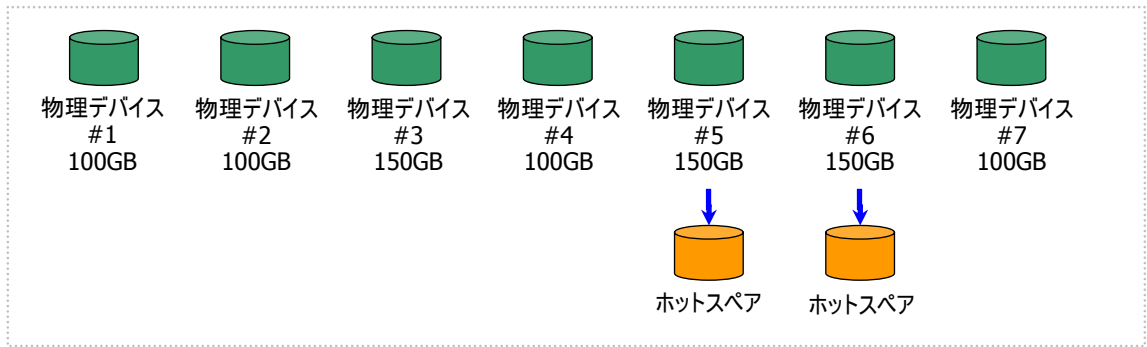 物理デバイス 物理デバイス 物理デバイス 物理デバイス 物理デバイス 物理デバイス 物理デバイス
#1 #2 #3 #4 #5 #6 #7
100GB 100GB 150GB 100GB 150GB 150GB 100GB
ホットスペア ホットスペア